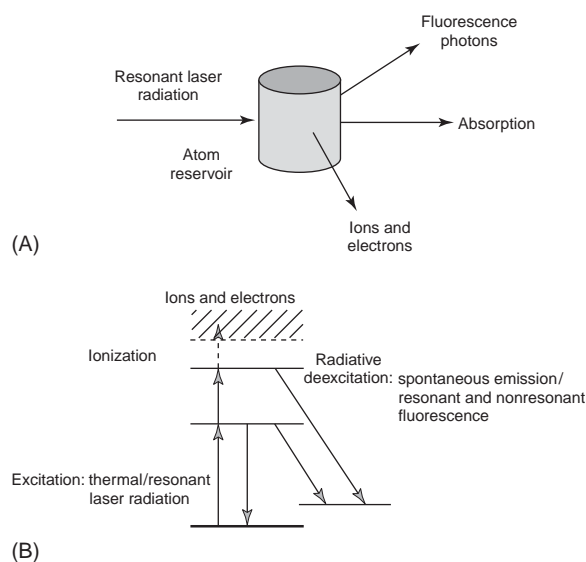 Fluorescence
photons
Resonant laser
radiation
Absorption
Atom
reservoir
Ions and
electrons
(A)
Ions and electrons
Ionization
Radiative
deexcitation: spontaneous emission/
resonant and nonresonant
fluorescence
Excitation: thermal/resonant
laser radiation
(B)